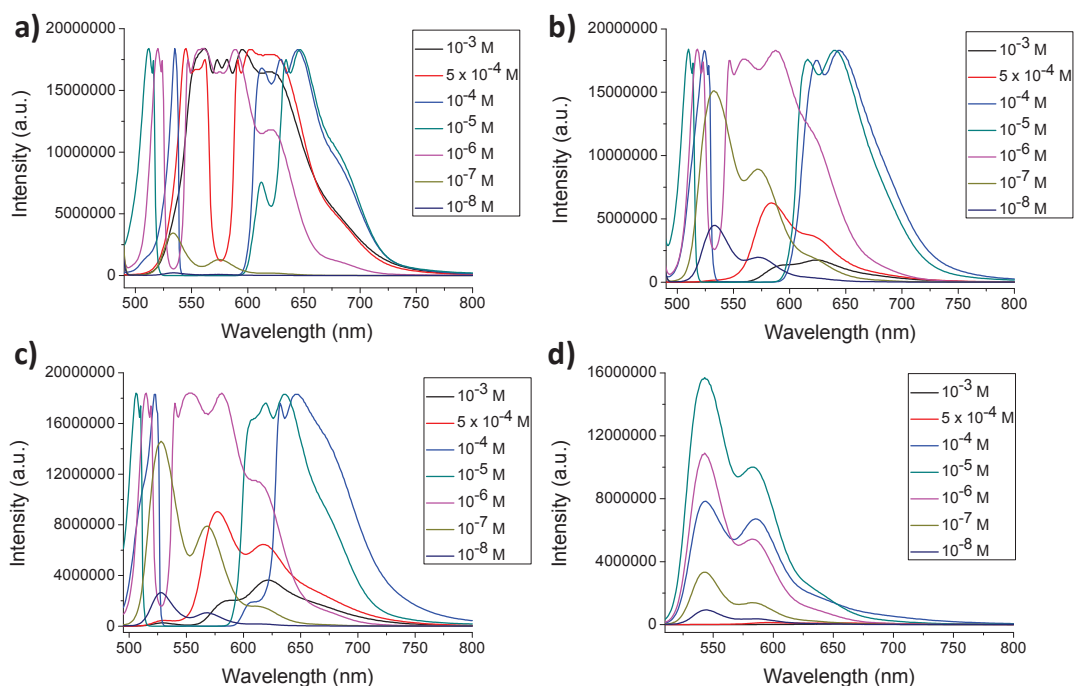 a)
20000000
15000000
10000000
5000000
0
Intensity (a.u.)
500 550 600 650 700 750 800
Wavelength (nm)
10⁻³ M
5 x 10⁻⁴ M
10⁻⁴ M
10⁻⁵ M
10⁻⁶ M
10⁻⁷ M
10⁻⁸ M
b)
20000000
15000000
10000000
5000000
0
Intensity (a.u.)
500 550 600 650 700 750 800
Wavelength (nm)
10⁻³ M
5 x 10⁻⁴ M
10⁻⁴ M
10⁻⁵ M
10⁻⁶ M
10⁻⁷ M
10⁻⁸ M
c)
20000000
16000000
12000000
8000000
4000000
0
Intensity (a.u.)
500 550 600 650 700 750 800
Wavelength (nm)
10⁻³ M
5 x 10⁻⁴ M
10⁻⁴ M
10⁻⁵ M
10⁻⁶ M
10⁻⁷ M
10⁻⁸ M
d)
16000000
12000000
8000000
4000000
0
Intensity (a.u.)
550 600 650 700 750 800
Wavelength (nm)
10⁻³ M
5 x 10⁻⁴ M
10⁻⁴ M
10⁻⁵ M
10⁻⁶ M
10⁻⁷ M
10⁻⁸ M